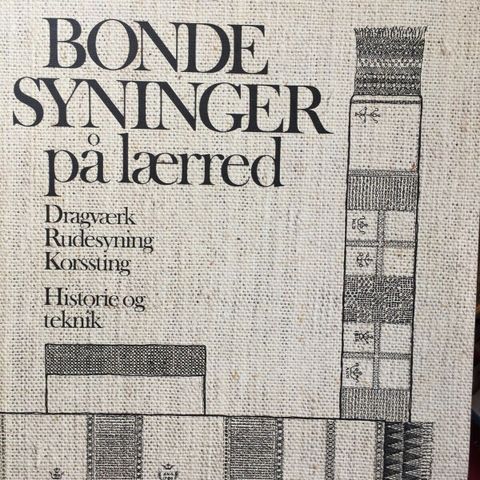 BONDE
SYNINGER
på lærred
Dragværk
Rudesyning
Korssting
Historie og
teknik